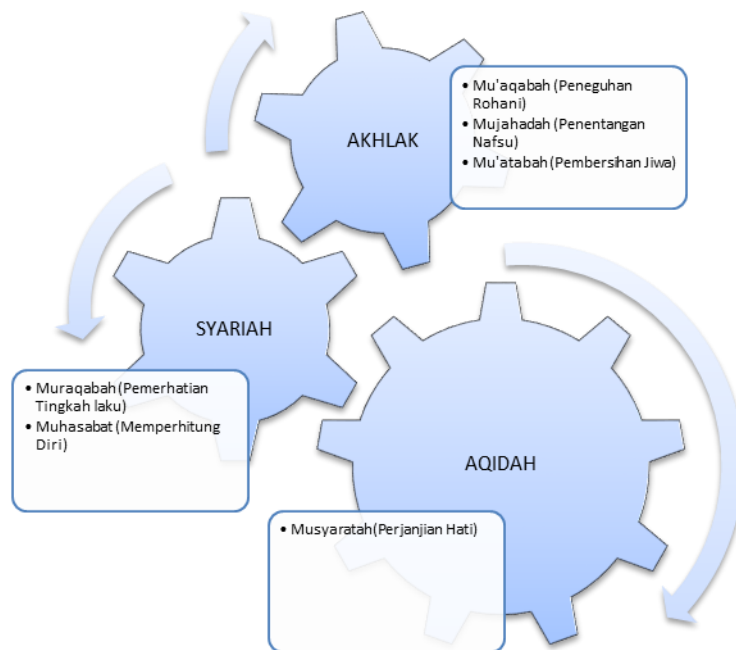 AKHLAK
• Mu'aqabah (Peneguhan
Rohani)
• Mujahadah (Penentangan
Nafsu)
• Mu'atabah (Pembersihan Jiwa)
SYARIAH
• Muraqabah (Pemerhatian
Tingkah laku)
• Muhasabat (Memperhitung
Diri)
AQIDAH
• Musyaratah(Perjanjian Hati)